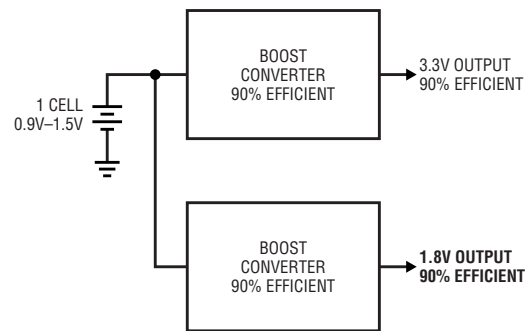 BOOST
CONVERTER
90% EFFICIENT
3.3V OUTPUT
90% EFFICIENT
1 CELL
0.9V–1.5V
BOOST
CONVERTER
90% EFFICIENT
1.8V OUTPUT
90% EFFICIENT